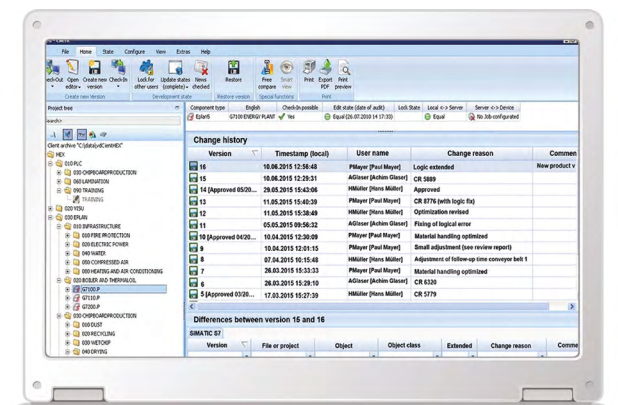 File Home State Configure View Extras Help
Check-Out Open editor Create new version Check-In Lock for other users Update states (complete) News checked Restore Free compare Smart view Print Export PDF Print preview
Create new Version Development state Restore version Special functions Print
Project tree
Component type English Check-In possible Edit state (date of audit) Lock State Local <-> Server Server <-> Device
Eplan5 G7100 ENERGY PLANT Yes Equal (26.07.2010 14:17:33) Equal No Job configured
Change history
Version Timestamp (local) User name Change reason Commen
16 10.06.2015 12:56:48 PMayer [Paul Mayer] Logic extended New product v
15 10.06.2015 12:29:31 AGlaser [Achim Glaser] CR 5889
14 [Approved 05/20... 29.05.2015 15:43:06 HMüller [Hans Müller] Approved
13 11.05.2015 15:40:39 PMayer [Paul Mayer] CR 8776 (with logic fix)
12 11.05.2015 15:38:49 HMüller [Hans Müller] Optimization revised
11 05.05.2015 09:56:32 AGlaser [Achim Glaser] Fixing of logical error
10 [Approved 04/20... 10.04.2015 12:30:09 PMayer [Paul Mayer] Material handling optimized
9 10.04.2015 12:01:15 PMayer [Paul Mayer] Small adjustment (see review report)
8 07.04.2015 10:15:48 HMüller [Hans Müller] Adjustment of follow-up time conveyor belt 1
7 26.03.2015 15:33:33 PMayer [Paul Mayer] Material handling optimized
6 26.03.2015 15:29:10 AGlaser [Achim Glaser] CR 6320
5 [Approved 03/20... 17.03.2015 15:27:39 HMüller [Hans Müller] CR 5779
Differences between version 15 and 16
SIMATIC S7
Version File or project Object Object class Extended Change reason Comme
<search>
Client archive "C:\data\vdClientHEX"
HEX
010 PLC
030 CHIPBOARDPRODUCTION
060 LAMINATION
090 TRAINING
TRAINING
020 VISU
030 EPLAN
010 INFRASTRUCTURE
010 FIRE PROTECTION
020 ELECTRIC POWER
040 WATER
050 COMPRESSED AIR
080 HEATING AND AIR CONDITIONING
020 BOILER AND THERMALOIL
G7100.P
G7110.P
G7200.P
030 CHIPBOARDPRODUCTION
010 DUST
020 RECYCLING
030 WETCHIP
040 DRYING